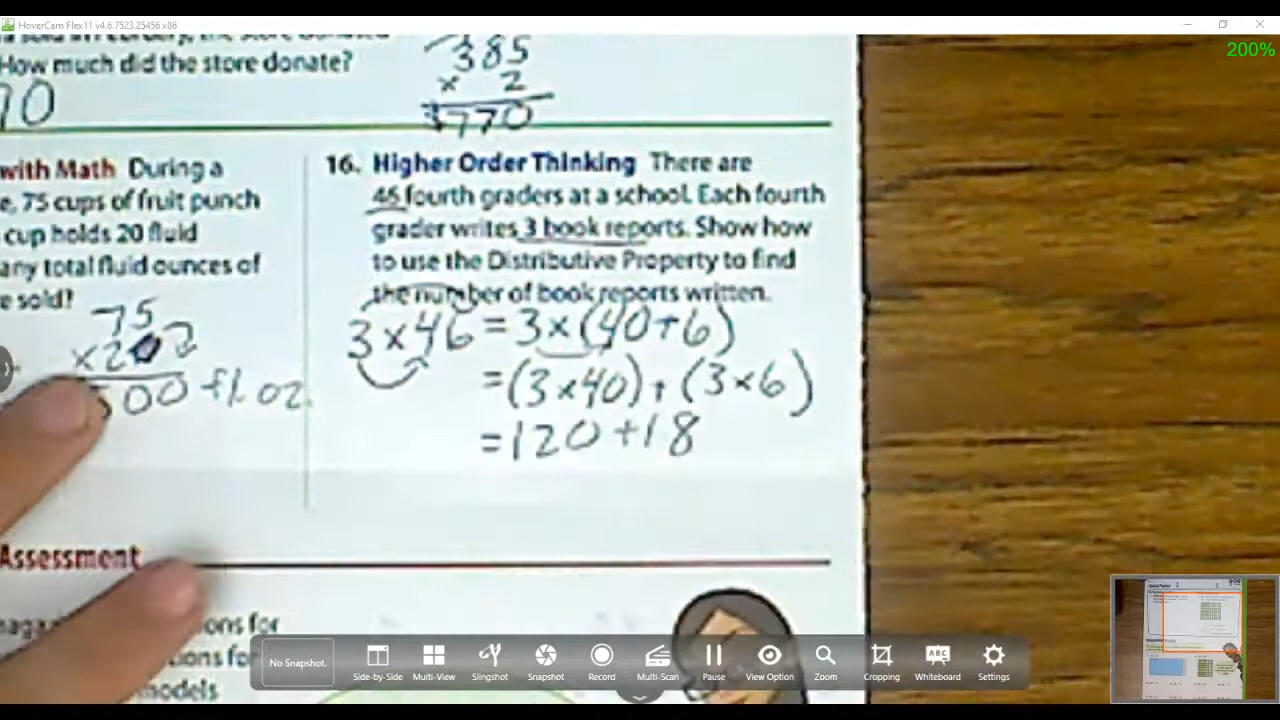 HoverCam Flex11 v4.6.7523.25456 x86
200%
How much did the store donate?
385
x 2
$770
with Math During a
e, 75 cups of fruit punch
cup holds 20 fluid
any total fluid ounces of
e sold?
75
00 fl. oz.
16. Higher Order Thinking There are
46 fourth graders at a school. Each fourth
grader writes 3 book reports. Show how
to use the Distributive Property to find
the number of book reports written.
3 x 46 = 3 x (40 + 6)
= (3 x 40) + (3 x 6)
= 120 + 18
Assessment
ons for
models
No Snapshot.
Side-by-Side
Multi-View
Slingshot
Snapshot
Record
Multi-Scan
Pause
View Option
Zoom
Cropping
ABC
Whiteboard
Settings